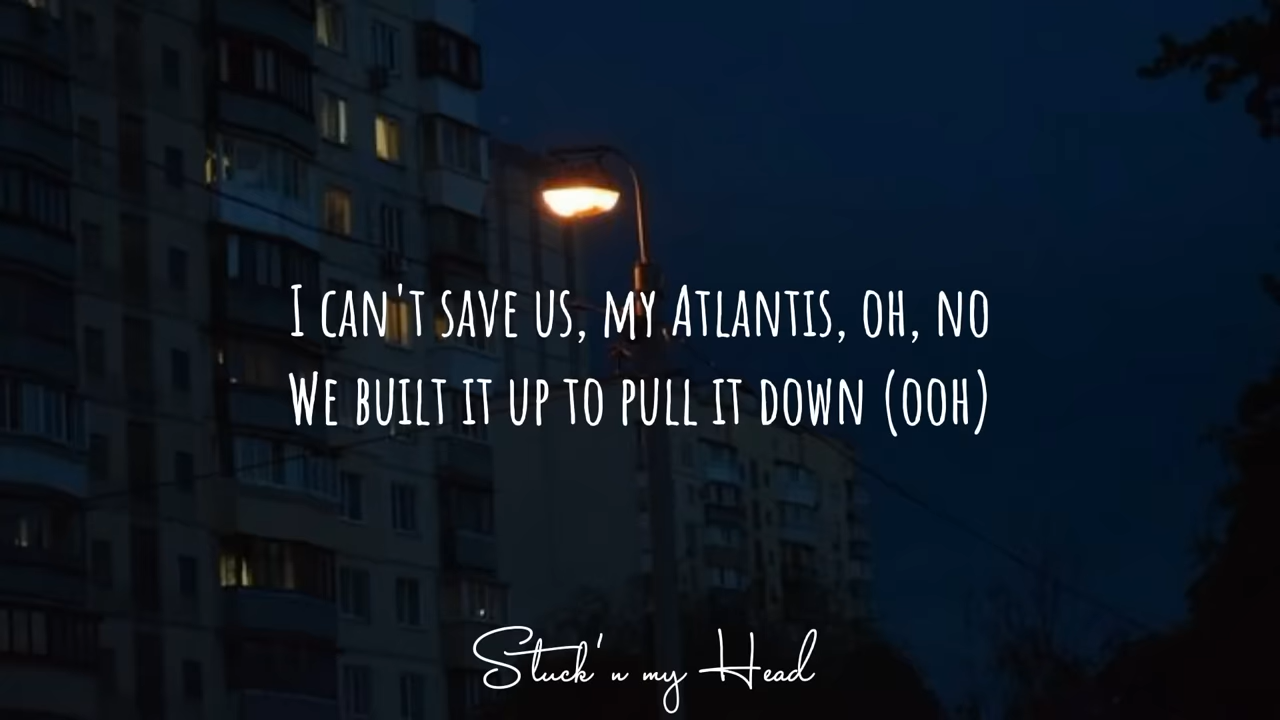 I can't save us, my Atlantis, oh, no
We built it up to pull it down (ooh)
Stuck'n my Head